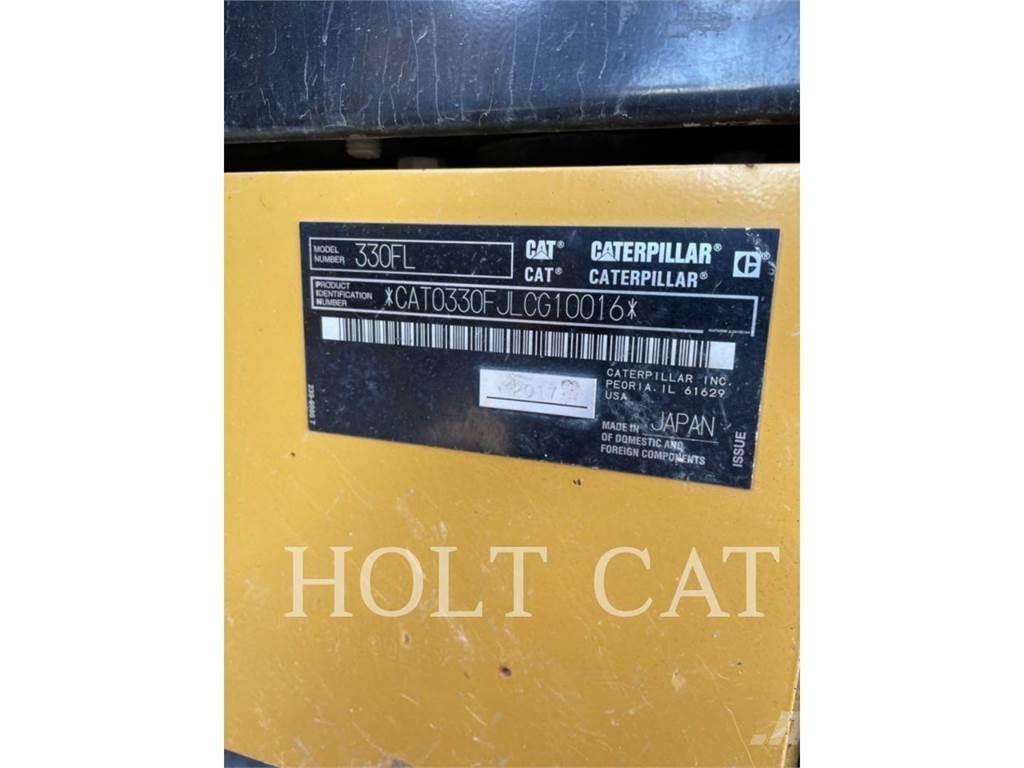 MODEL NUMBER 330FL
CAT® CATERPILLAR®
CAT® CATERPILLAR®
PRODUCT IDENTIFICATION NUMBER *CAT0330FJLCG10016*
CATERPILLAR INC.
PEORIA, IL 61629
USA
2017
MADE IN JAPAN
OF DOMESTIC AND
FOREIGN COMPONENTS
ISSUE
HOLT CAT